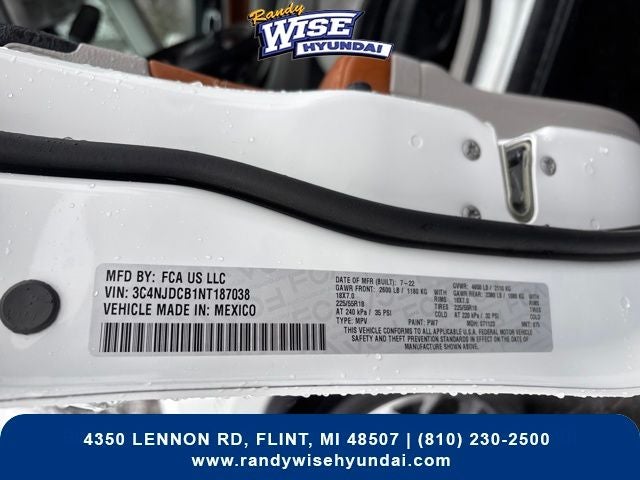 Randy
WISE
HYUNDAI
MFD BY: FCA US LLC
VIN: 3C4NJDCB1NT187038
VEHICLE MADE IN: MEXICO
DATE OF MFR (BUILT): 7-22
GAWR FRONT: 2600 LB / 1180 KG
18X7.0
225/55R18
AT 240 kPa / 35 PSI
TYPE: MPV
PAINT: PW7
GVWR: 4650 LB / 2110 KG
GAWR REAR: 2380 LB / 1080 KG
RIMS
18X7.0
TIRES
225/55R18
COLD
AT 220 kPa / 32 PSI
THIS VEHICLE CONFORMS TO ALL APPLICABLE U.S.A. FEDERAL MOTOR VEHICLE
SAFETY AND THEFT PREVENTION STANDARDS IN EFFECT ON THE DATE OF
MANUFACTURE SHOWN ABOVE.
4350 LENNON RD, FLINT, MI 48507 | (810) 230-2500
www.randywisehyundai.com